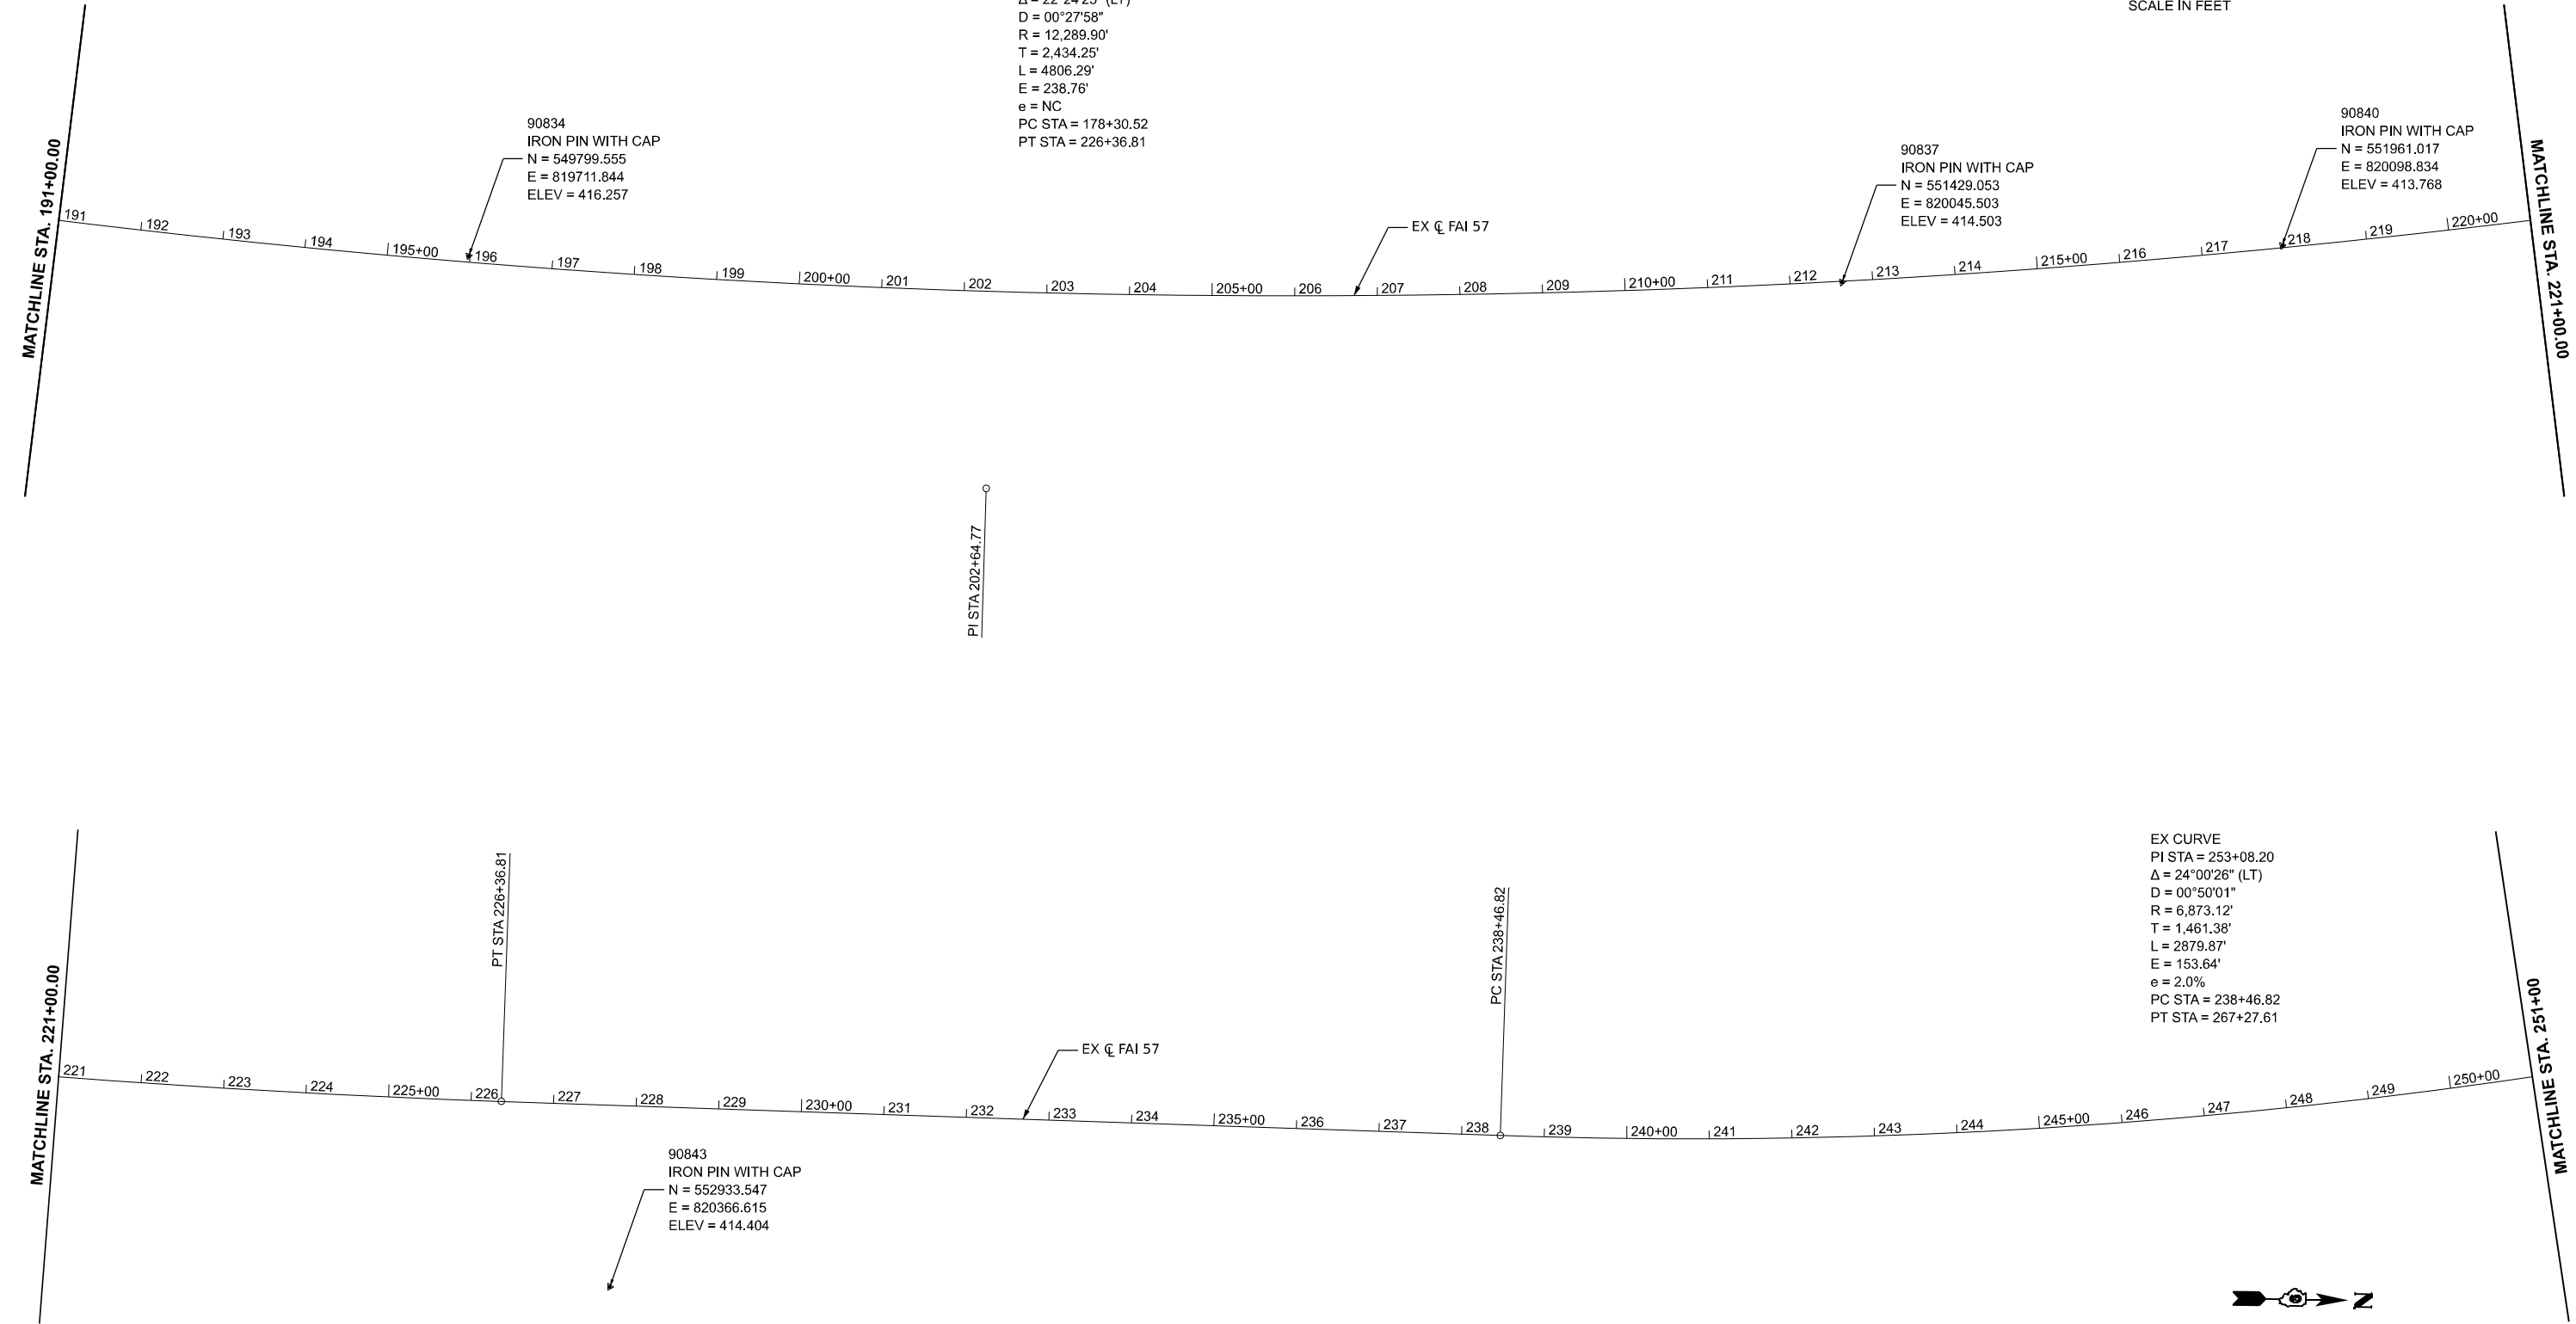 Δ = 22°24'25" (LT)
D = 00°27'58"
R = 12,289.90'
T = 2,434.25'
L = 4806.29'
E = 238.76'
e = NC
PC STA = 178+30.52
PT STA = 226+36.81
SCALE IN FEET
MATCHLINE STA. 191+00.00
90834
IRON PIN WITH CAP
N = 549799.555
E = 819711.844
ELEV = 416.257
EX ℄ FAI 57
90837
IRON PIN WITH CAP
N = 551429.053
E = 820045.503
ELEV = 414.503
90840
IRON PIN WITH CAP
N = 551961.017
E = 820098.834
ELEV = 413.768
MATCHLINE STA. 221+00.00
191
192
193
194
195+00
196
197
198
199
200+00
201
202
203
204
205+00
206
207
208
209
210+00
211
212
213
214
215+00
216
217
218
219
220+00
PI STA 202+64.77
MATCHLINE STA. 221+00.00
PT STA 226+36.81
EX ℄ FAI 57
PC STA 238+46.82
EX CURVE
PI STA = 253+08.20
Δ = 24°00'26" (LT)
D = 00°50'01"
R = 6,873.12'
T = 1,461.38'
L = 2879.87'
E = 153.64'
e = 2.0%
PC STA = 238+46.82
PT STA = 267+27.61
MATCHLINE STA. 251+00
221
222
223
224
225+00
226
227
228
229
230+00
231
232
233
234
235+00
236
237
238
239
240+00
241
242
243
244
245+00
246
247
248
249
250+00
90843
IRON PIN WITH CAP
N = 552933.547
E = 820366.615
ELEV = 414.404
N